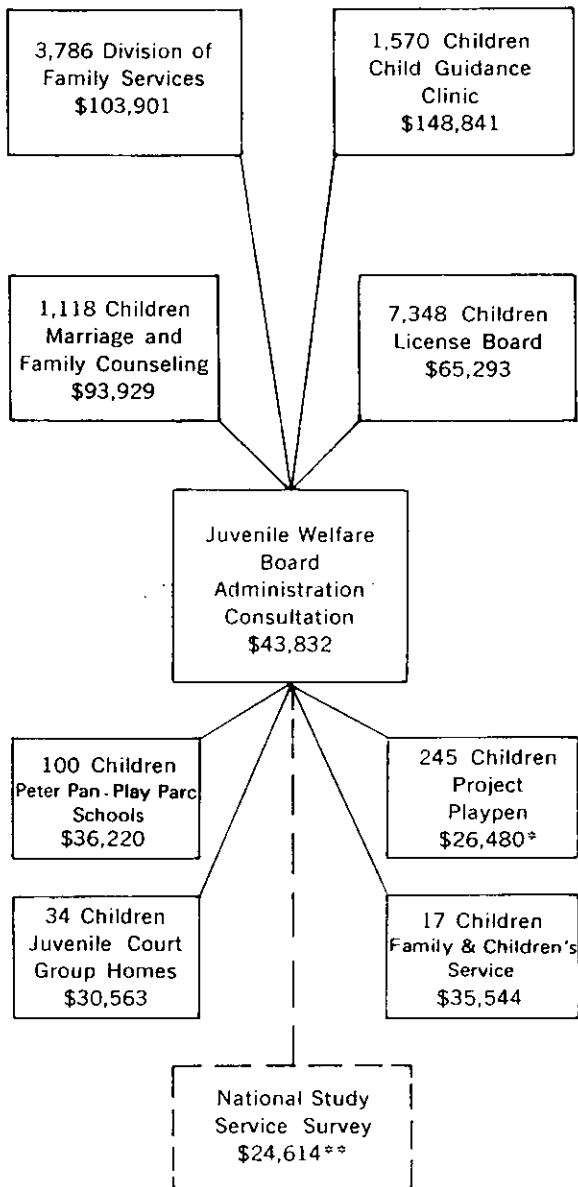 3,786 Division of
Family Services
$103,901
1,570 Children
Child Guidance
Clinic
$148,841
1,118 Children
Marriage and
Family Counseling
$93,929
7,348 Children
License Board
$65,293
Juvenile Welfare
Board
Administration
Consultation
$43,832
100 Children
Peter Pan - Play Parc
Schools
$36,220
245 Children
Project
Playpen
$26,480*
34 Children
Juvenile Court
Group Homes
$30,563
17 Children
Family & Children's
Service
$35,544
National Study
Service Survey
$24,614**